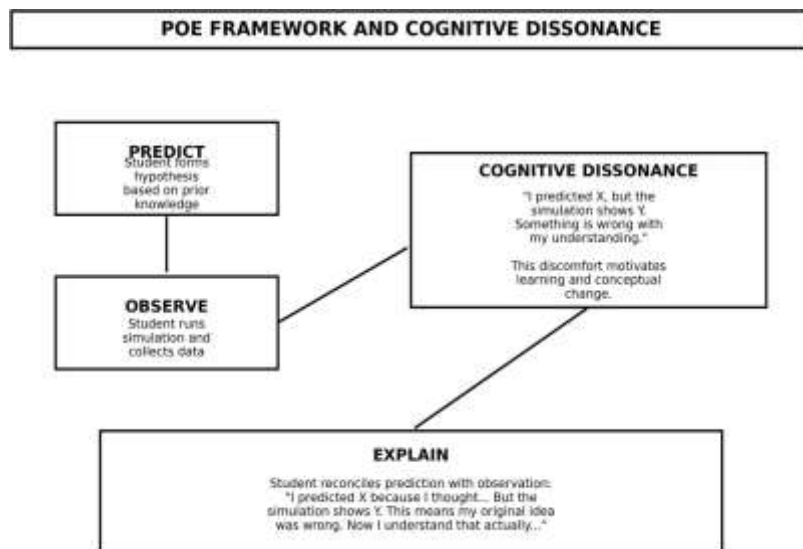 POE FRAMEWORK AND COGNITIVE DISSONANCE
PREDICT
Student forms
hypothesis
based on prior
knowledge
OBSERVE
Student runs
simulation and
collects data
COGNITIVE DISSONANCE
"I predicted X, but the
simulation shows Y.
Something is wrong with
my understanding."
This discomfort motivates
learning and conceptual
change.
EXPLAIN
Student reconciles prediction with observation:
"I predicted X because I thought... But the
simulation shows Y. This means my original idea
was wrong. Now I understand that actually..."